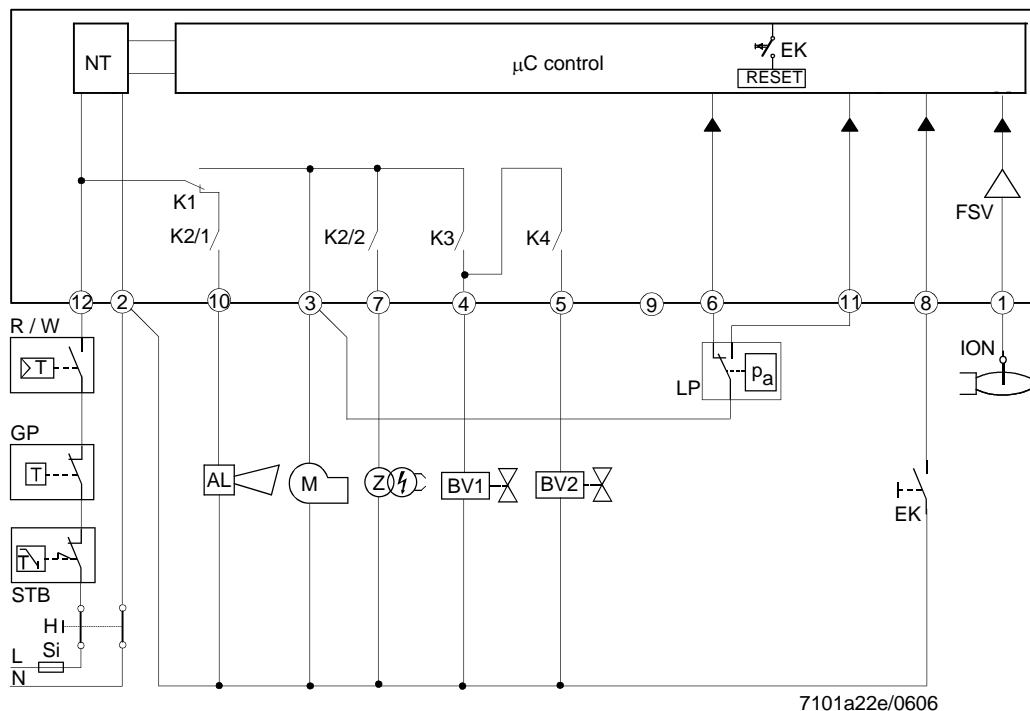 NT
μC control
EK
RESET
FSV
K1
K2/1
K2/2
K3
K4
12
2
10
3
7
4
5
9
6
11
8
1
R / W
T
LP
pa
ION
GP
T
AL
M
Z
BV1
BV2
EK
T
STB
H
L
Si
N
7101a22e/0606